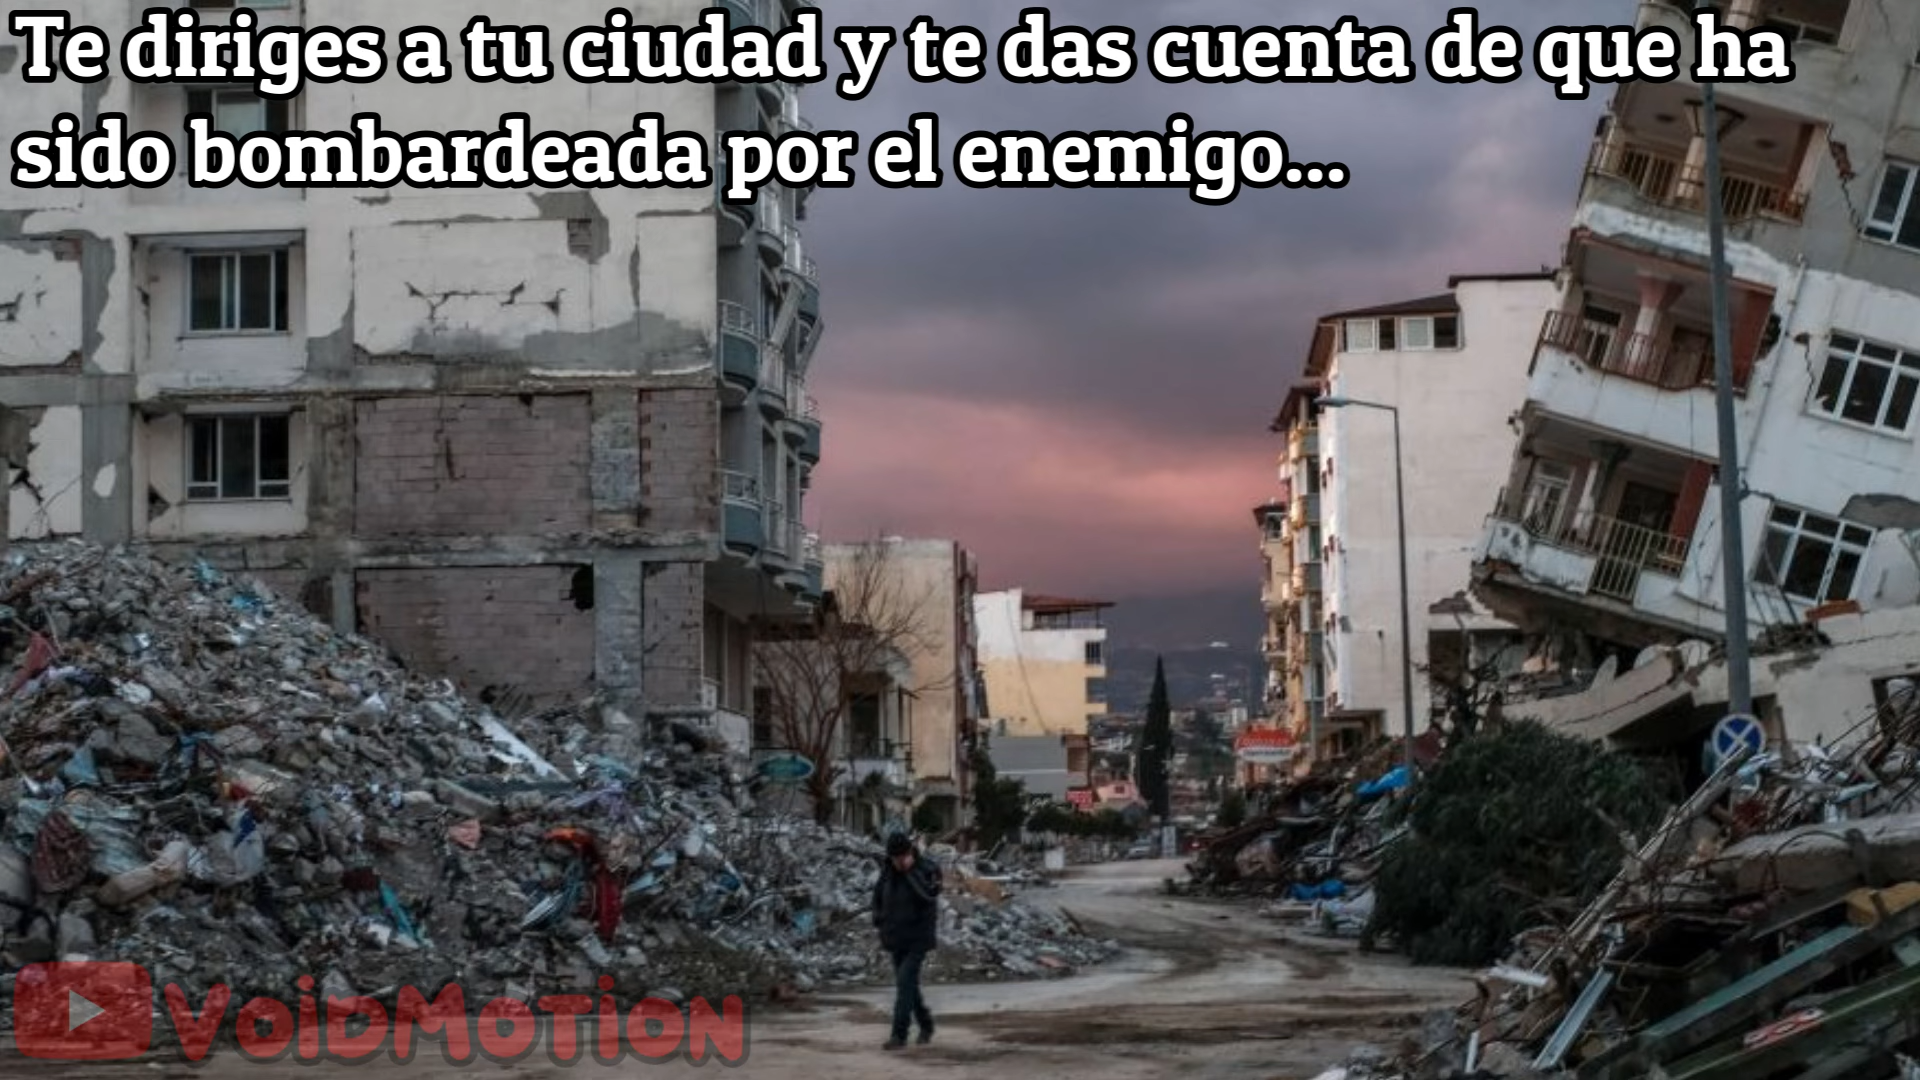 Te diriges a tu ciudad y te das cuenta de que ha
sido bombardeada por el enemigo...
VoidMotion